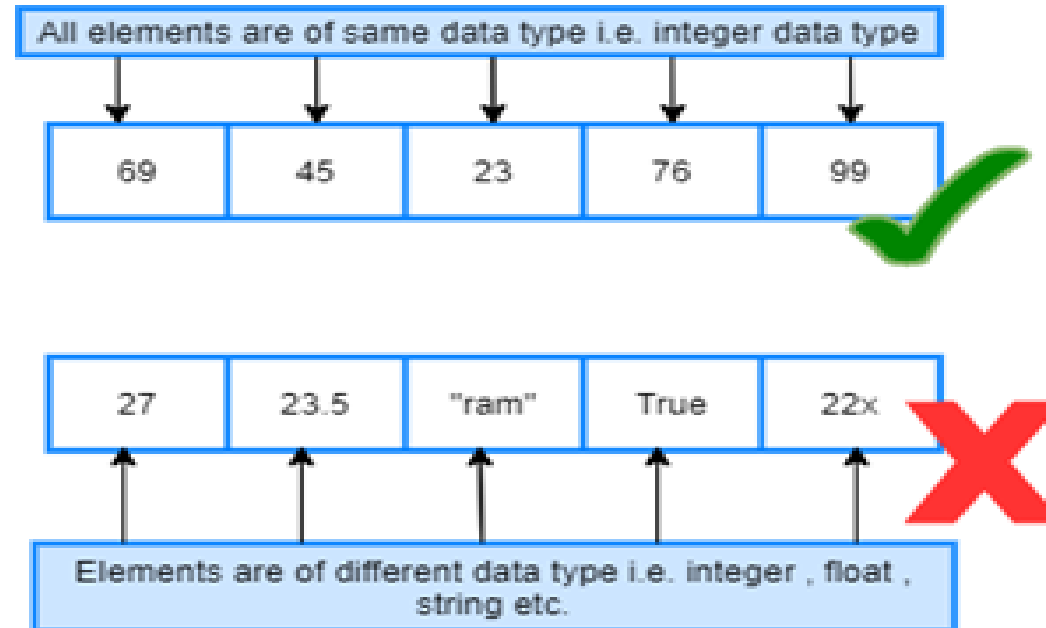 All elements are of same data type i.e. integer data type
69 45 23 76 99
27 23.5 "ram" True 22x
Elements are of different data type i.e. integer , float ,
string etc.